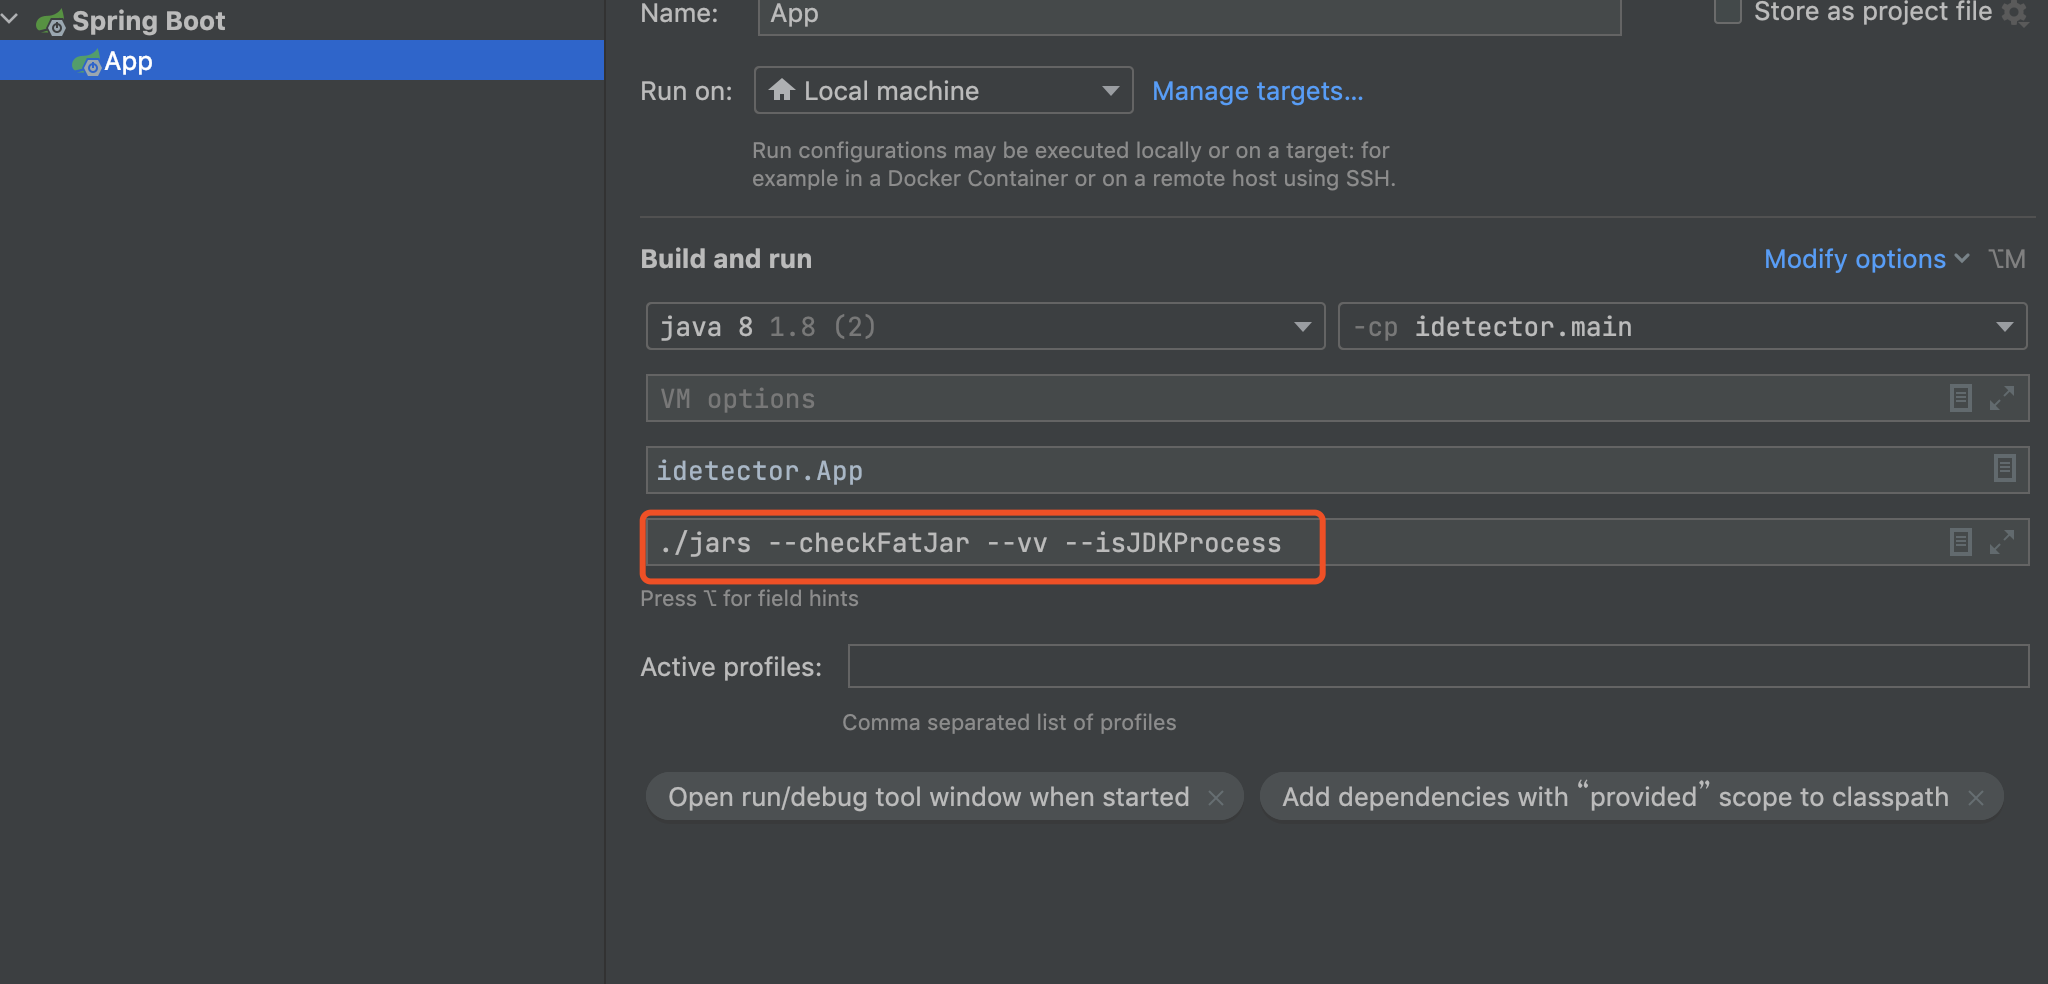 Spring Boot
App
Name: App
Store as project file
Run on: Local machine Manage targets...
Run configurations may be executed locally or on a target: for
example in a Docker Container or on a remote host using SSH.
Build and run
Modify options ⌥M
java 8 1.8 (2)
-cp idetector.main
VM options
idetector.App
./jars --checkFatJar --vv --isJDKProcess
Press ⌥ for field hints
Active profiles:
Comma separated list of profiles
Open run/debug tool window when started ×
Add dependencies with “provided” scope to classpath ×